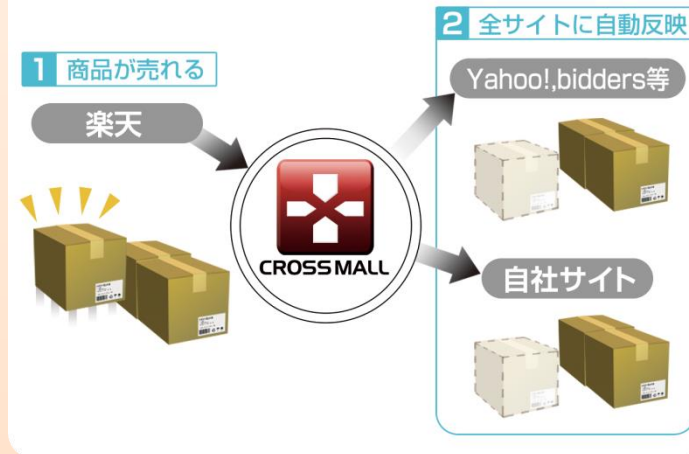 1 商品が売れる
楽天
CROSS MALL
2 全サイトに自動反映
Yahoo!,bidders等
自社サイト